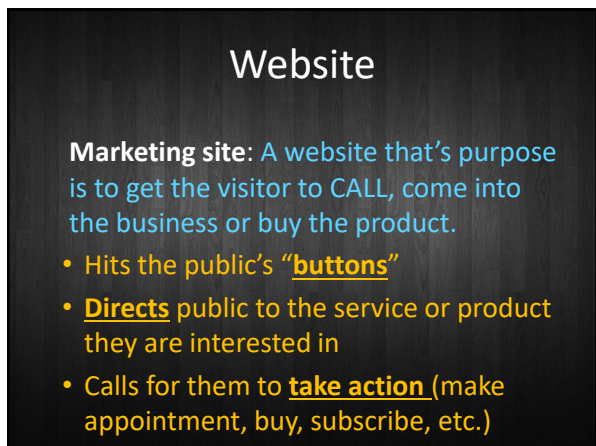 Website
Marketing site: A website that's purpose
is to get the visitor to CALL, come into
the business or buy the product.
• Hits the public's “buttons”
• Directs public to the service or product
they are interested in
• Calls for them to take action (make
appointment, buy, subscribe, etc.)